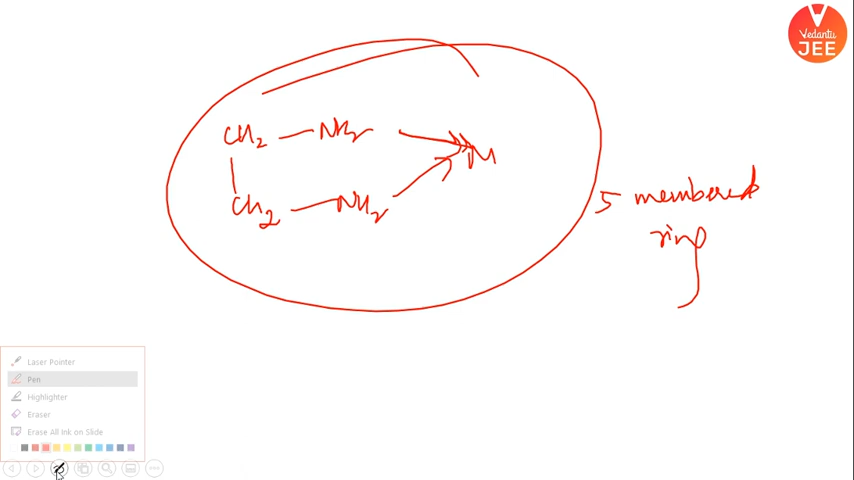 Vedantu
JEE
CH2 — NH2
M
CH2 — NH2
5 membered
ring
Laser Pointer
Pen
Highlighter
Eraser
Erase All Ink on Slide